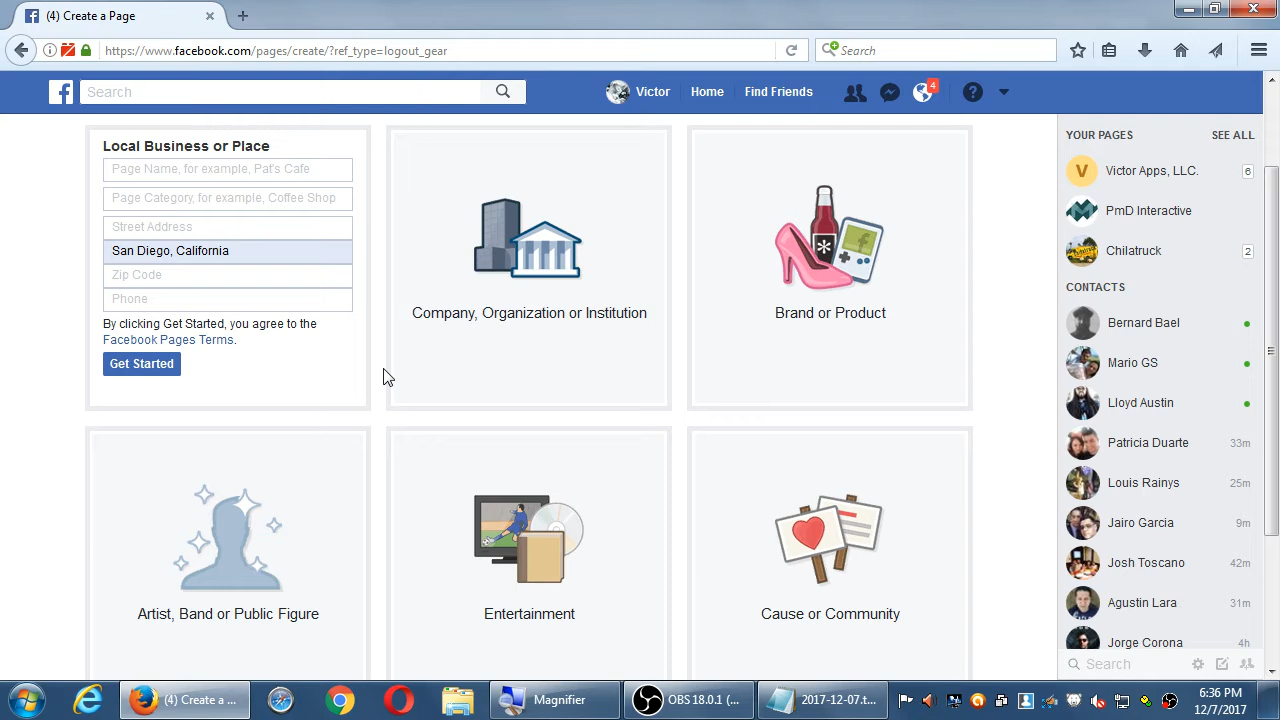 (4) Create a Page
https://www.facebook.com/pages/create/?ref_type=logout_gear
Search
Search
Victor
Home
Find Friends
4
Local Business or Place
Page Name, for example, Pat's Cafe
Page Category, for example, Coffee Shop
Street Address
San Diego, California
Zip Code
Phone
By clicking Get Started, you agree to the
Facebook Pages Terms.
Get Started
Company, Organization or Institution
Brand or Product
Artist, Band or Public Figure
Entertainment
Cause or Community
YOUR PAGES
SEE ALL
V
Victor Apps, LLC.
6
PmD Interactive
Chilatruck
2
CONTACTS
Bernard Bael
Mario GS
Lloyd Austin
Patricia Duarte
33m
Louis Rainys
25m
Jairo Garcia
9m
Josh Toscano
42m
Agustin Lara
31m
Jorge Corona
4h
Search
(4) Create a ...
Magnifier
OBS 18.0.1 (...
2017-12-07.t...
6:36 PM
12/7/2017